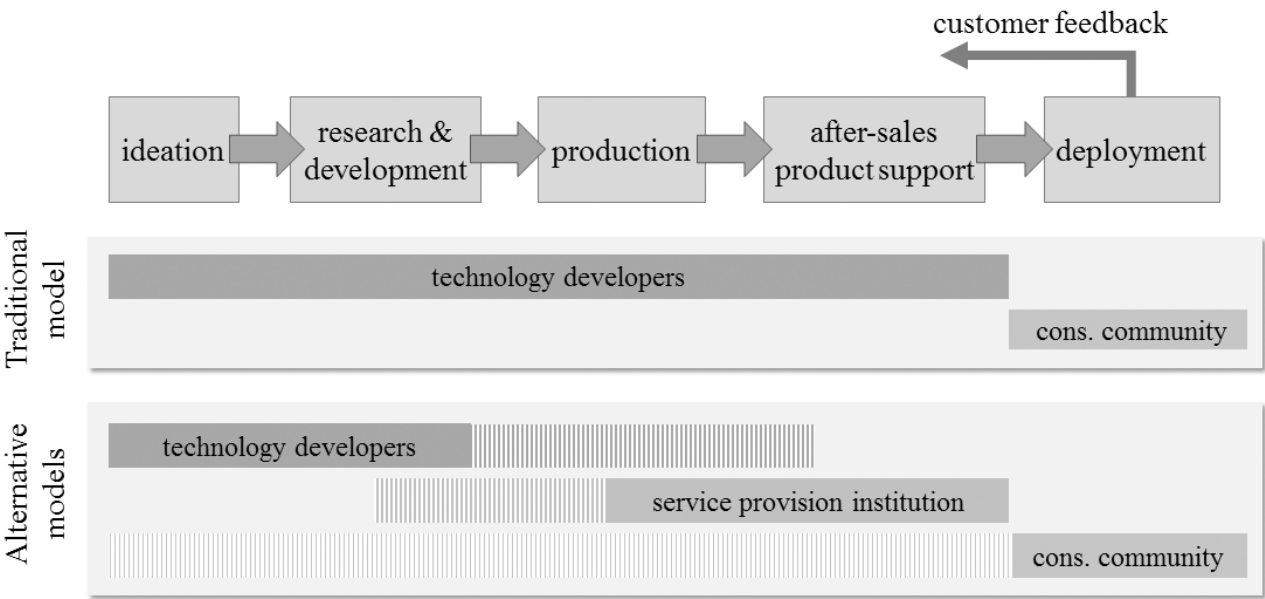 customer feedback
ideation
research &
development
production
after-sales
product support
deployment
Traditional
model
technology developers
cons. community
Alternative
models
technology developers
service provision institution
cons. community